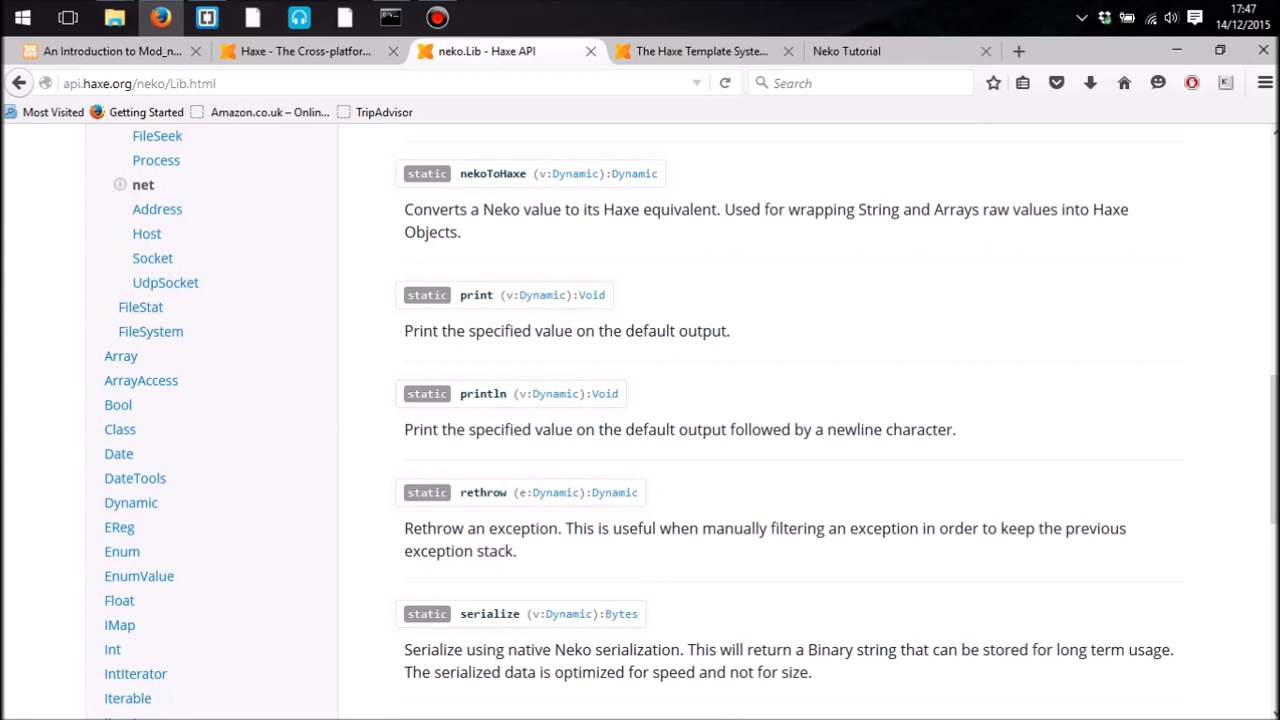 17:47
14/12/2015
An Introduction to Mod_n...
Haxe - The Cross-platfor...
neko.Lib - Haxe API
The Haxe Template Syste...
Neko Tutorial
api.haxe.org/neko/Lib.html
Search
Most Visited
Getting Started
Amazon.co.uk – Onlin...
TripAdvisor
FileSeek
Process
net
Address
Host
Socket
UdpSocket
FileStat
FileSystem
Array
ArrayAccess
Bool
Class
Date
DateTools
Dynamic
EReg
Enum
EnumValue
Float
IMap
Int
IntIterator
Iterable
static nekoToHaxe (v:Dynamic):Dynamic
Converts a Neko value to its Haxe equivalent. Used for wrapping String and Arrays raw values into Haxe
Objects.
static print (v:Dynamic):Void
Print the specified value on the default output.
static println (v:Dynamic):Void
Print the specified value on the default output followed by a newline character.
static rethrow (e:Dynamic):Dynamic
Rethrow an exception. This is useful when manually filtering an exception in order to keep the previous
exception stack.
static serialize (v:Dynamic):Bytes
Serialize using native Neko serialization. This will return a Binary string that can be stored for long term usage.
The serialized data is optimized for speed and not for size.